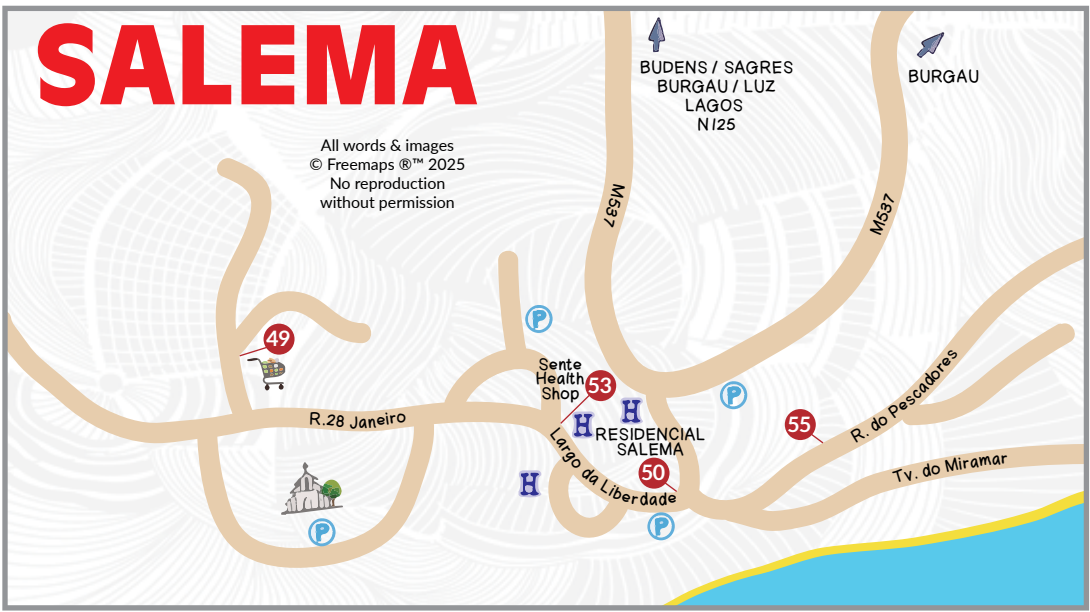 SALEMA
All words & images
© Freemaps ®™ 2025
No reproduction
without permission
BUDENS / SAGRES
BURGAU / LUZ
LAGOS
N125
BURGAU
M537
M537
49
P
Sente
Health
Shop
53
H
H
RESIDENCIAL
SALEMA
P
R.28 Janeiro
55
R. do Pescadores
Largo da Liberdade
50
H
Tv. do Miramar
P
P